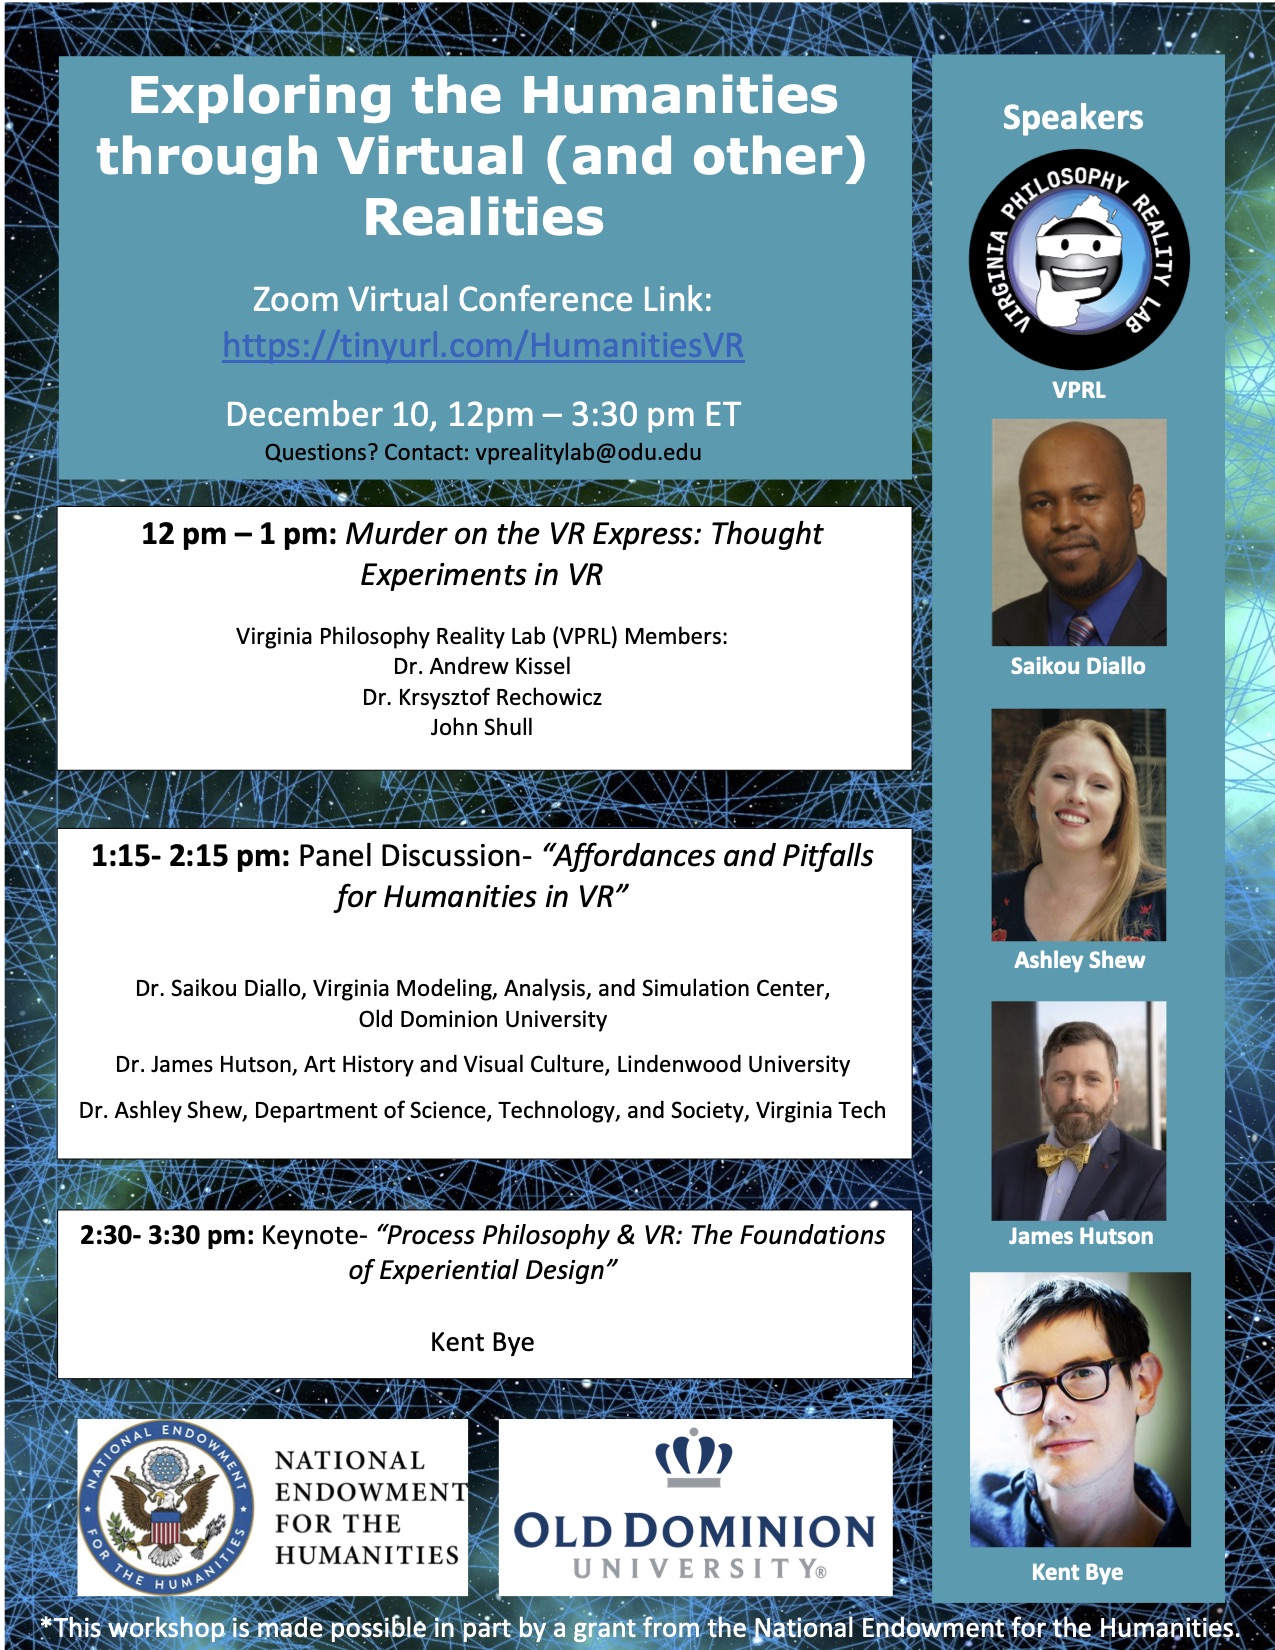 Exploring the Humanities
through Virtual (and other)
Realities
Zoom Virtual Conference Link:
https://tinyurl.com/HumanitiesVR
December 10, 12pm – 3:30 pm ET
Questions? Contact: vprealitylab@odu.edu
12 pm – 1 pm: Murder on the VR Express: Thought
Experiments in VR
Virginia Philosophy Reality Lab (VPRL) Members:
Dr. Andrew Kissel
Dr. Krsysztof Rechowicz
John Shull
1:15- 2:15 pm: Panel Discussion- “Affordances and Pitfalls
for Humanities in VR”
Dr. Saikou Diallo, Virginia Modeling, Analysis, and Simulation Center,
Old Dominion University
Dr. James Hutson, Art History and Visual Culture, Lindenwood University
Dr. Ashley Shew, Department of Science, Technology, and Society, Virginia Tech
2:30- 3:30 pm: Keynote- “Process Philosophy & VR: The Foundations
of Experiential Design”
Kent Bye
NATIONAL ENDOWMENT
FOR THE HUMANITIES
NATIONAL
ENDOWMENT
FOR THE
HUMANITIES
OLD DOMINION
UNIVERSITY®
Speakers
VIRGINIA PHILOSOPHY REALITY LAB
VPRL
Saikou Diallo
Ashley Shew
James Hutson
Kent Bye
*This workshop is made possible in part by a grant from the National Endowment for the Humanities.